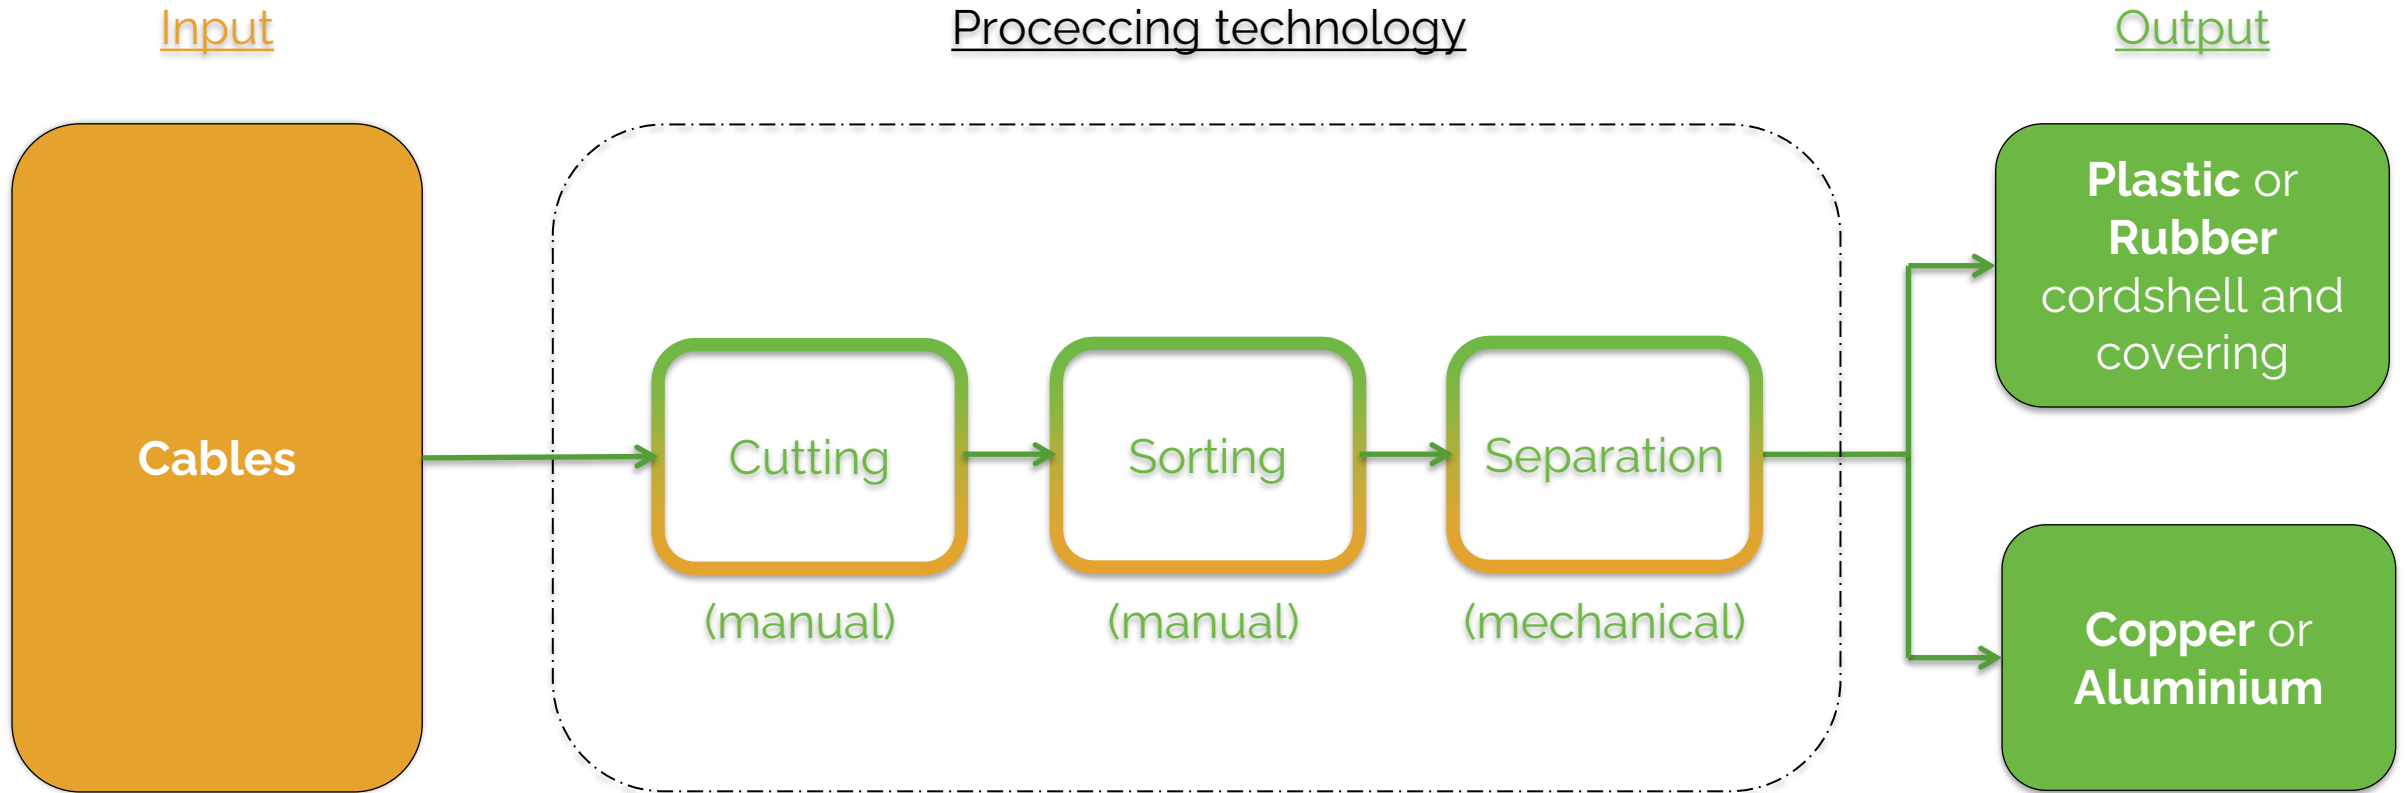 Input
Proceccing technology
Output
Cables
Cutting
(manual)
Sorting
(manual)
Separation
(mechanical)
Plastic or
Rubber
cordshell and
covering
Copper or
Aluminium